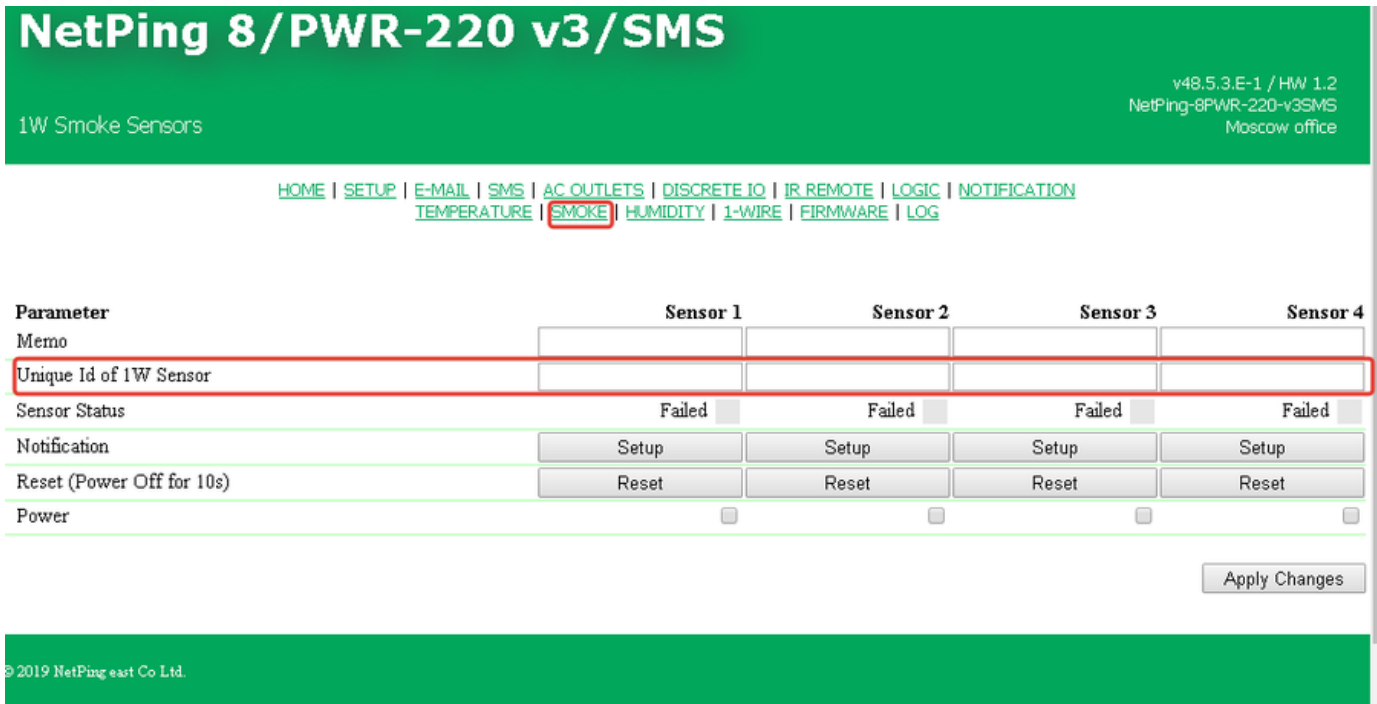 NetPing 8/PWR-220 v3/SMS
v48.5.3.E-1 / HW 1.2
NetPing-8PWR-220-v3SMS
1W Smoke Sensors
Moscow office
HOME | SETUP | E-MAIL | SMS | AC OUTLETS | DISCRETE IO | IR REMOTE | LOGIC | NOTIFICATION
TEMPERATURE | SMOKE | HUMIDITY | 1-WIRE | FIRMWARE | LOG
Parameter Sensor 1 Sensor 2 Sensor 3 Sensor 4
Memo
Unique Id of 1W Sensor
Sensor Status Failed Failed Failed Failed
Notification Setup Setup Setup Setup
Reset (Power Off for 10s) Reset Reset Reset Reset
Power
Apply Changes
© 2019 NetPing east Co Ltd.